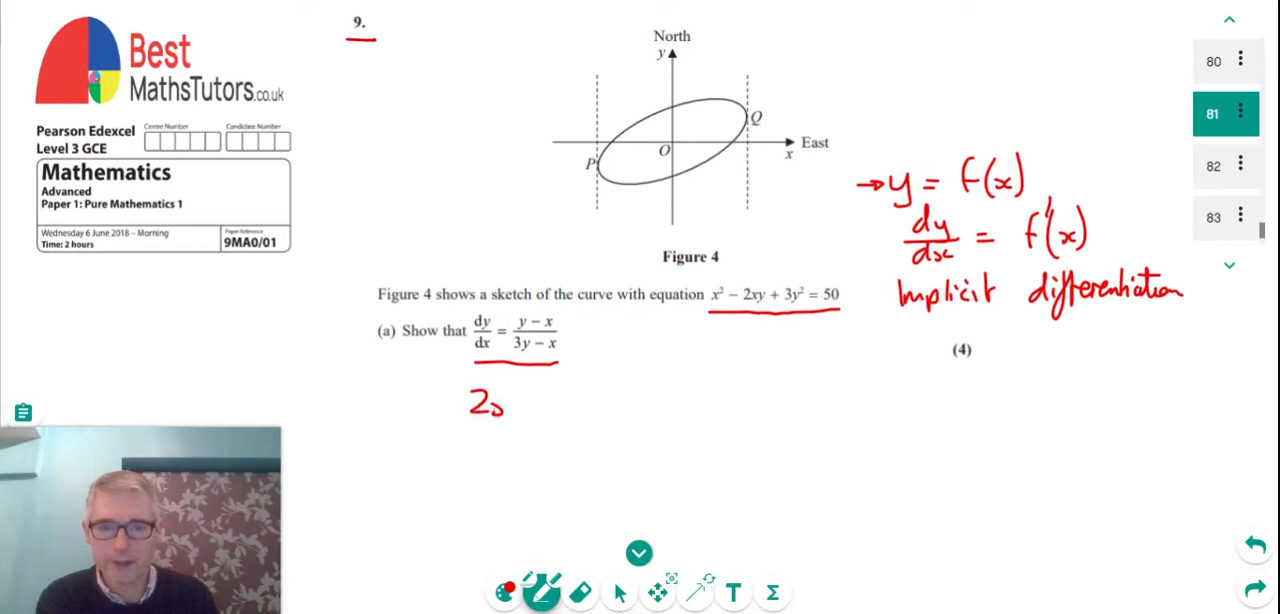 Best
MathsTutors.co.uk
Pearson Edexcel
Level 3 GCE
Centre Number
Candidate Number
Mathematics
Advanced
Paper 1: Pure Mathematics 1
Wednesday 6 June 2018 – Morning
Time: 2 hours
Paper Reference
9MA0/01
9.
North
y
Q
O
P
East
x
Figure 4
Figure 4 shows a sketch of the curve with equation x² − 2xy + 3y² = 50
(a) Show that dy/dx = (y − x)/(3y − x)
(4)
→ y = f(x)
dy/dx = f'(x)
Implicit differentiation
80
81
82
83
T
Σ